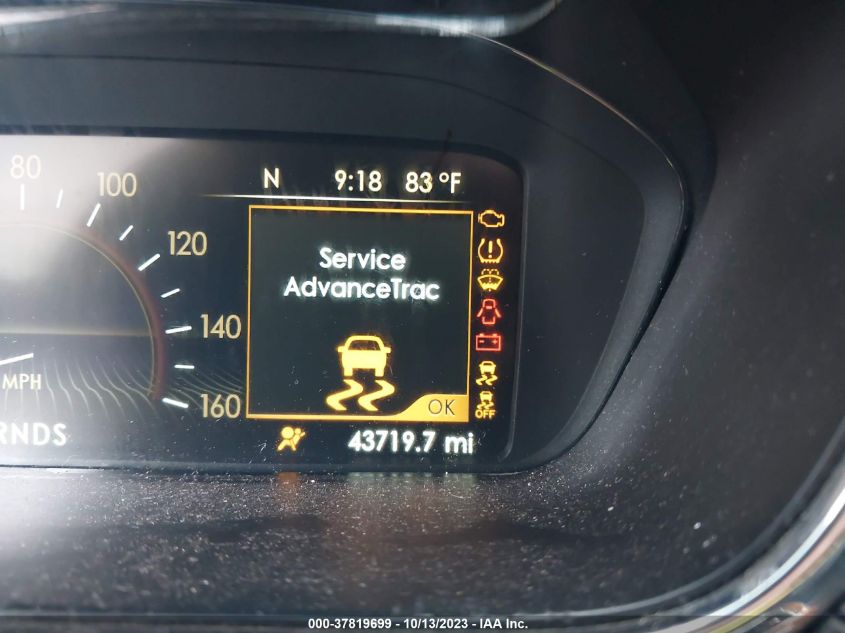 80
100
N 9:18 83 °F
120
Service
AdvanceTrac
140
MPH
160
OK
OFF
RNDS
43719.7 mi
000-37819699 - 10/13/2023 - IAA Inc.